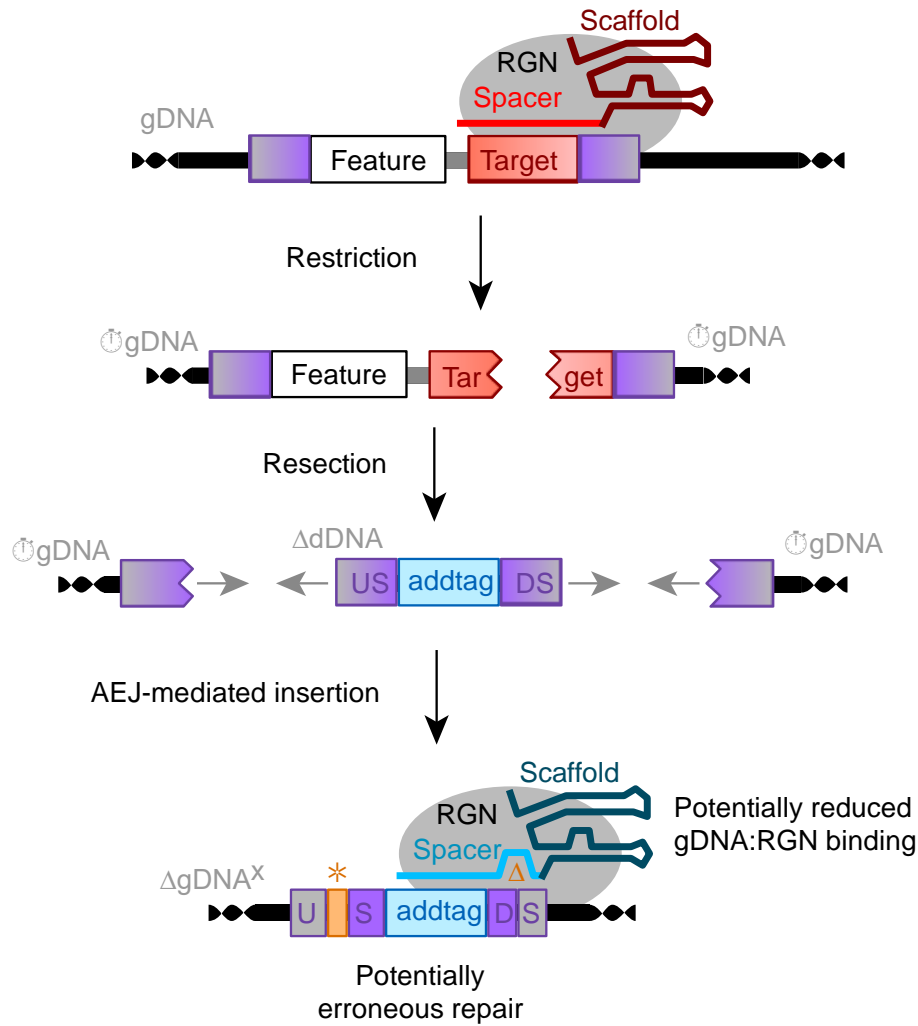 Scaffold
RGN
Spacer
gDNA
Feature
Target
Restriction
⏱gDNA
⏱gDNA
Feature
Tar
get
Resection
⏱gDNA
ΔdDNA
⏱gDNA
US
addtag
DS
AEJ-mediated insertion
Scaffold
RGN
Spacer
Potentially reduced
gDNA:RGN binding
Δ
ΔgDNAˣ
*
U
S
addtag
D
S
Potentially
erroneous repair